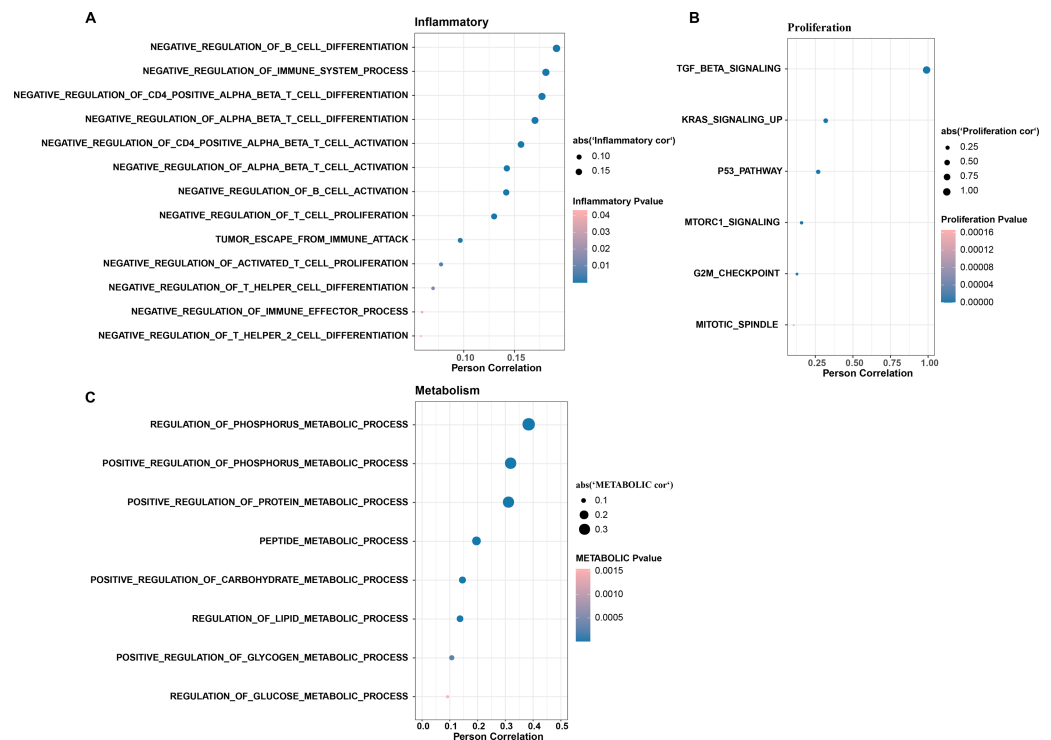 A
Inflammatory
NEGATIVE_REGULATION_OF_B_CELL_DIFFERENTIATION
NEGATIVE_REGULATION_OF_IMMUNE_SYSTEM_PROCESS
NEGATIVE_REGULATION_OF_CD4_POSITIVE_ALPHA_BETA_T_CELL_DIFFERENTIATION
NEGATIVE_REGULATION_OF_ALPHA_BETA_T_CELL_DIFFERENTIATION
NEGATIVE_REGULATION_OF_CD4_POSITIVE_ALPHA_BETA_T_CELL_ACTIVATION
NEGATIVE_REGULATION_OF_ALPHA_BETA_T_CELL_ACTIVATION
NEGATIVE_REGULATION_OF_B_CELL_ACTIVATION
NEGATIVE_REGULATION_OF_T_CELL_PROLIFERATION
TUMOR_ESCAPE_FROM_IMMUNE_ATTACK
NEGATIVE_REGULATION_OF_ACTIVATED_T_CELL_PROLIFERATION
NEGATIVE_REGULATION_OF_T_HELPER_CELL_DIFFERENTIATION
NEGATIVE_REGULATION_OF_IMMUNE_EFFECTOR_PROCESS
NEGATIVE_REGULATION_OF_T_HELPER_2_CELL_DIFFERENTIATION
0.10 0.15
Person Correlation
abs('Inflammatory cor')
0.10
0.15
Inflammatory Pvalue
0.04
0.03
0.02
0.01
B
Proliferation
TGF_BETA_SIGNALING
KRAS_SIGNALING_UP
P53_PATHWAY
MTORC1_SIGNALING
G2M_CHECKPOINT
MITOTIC_SPINDLE
0.25 0.50 0.75 1.00
Person Correlation
abs('Proliferation cor')
0.25
0.50
0.75
1.00
Proliferation Pvalue
0.00016
0.00012
0.00008
0.00004
0.00000
C
Metabolism
REGULATION_OF_PHOSPHORUS_METABOLIC_PROCESS
POSITIVE_REGULATION_OF_PHOSPHORUS_METABOLIC_PROCESS
POSITIVE_REGULATION_OF_PROTEIN_METABOLIC_PROCESS
PEPTIDE_METABOLIC_PROCESS
POSITIVE_REGULATION_OF_CARBOHYDRATE_METABOLIC_PROCESS
REGULATION_OF_LIPID_METABOLIC_PROCESS
POSITIVE_REGULATION_OF_GLYCOGEN_METABOLIC_PROCESS
REGULATION_OF_GLUCOSE_METABOLIC_PROCESS
0.0 0.1 0.2 0.3 0.4 0.5
Person Correlation
abs('METABOLIC cor')
0.1
0.2
0.3
METABOLIC Pvalue
0.0015
0.0010
0.0005